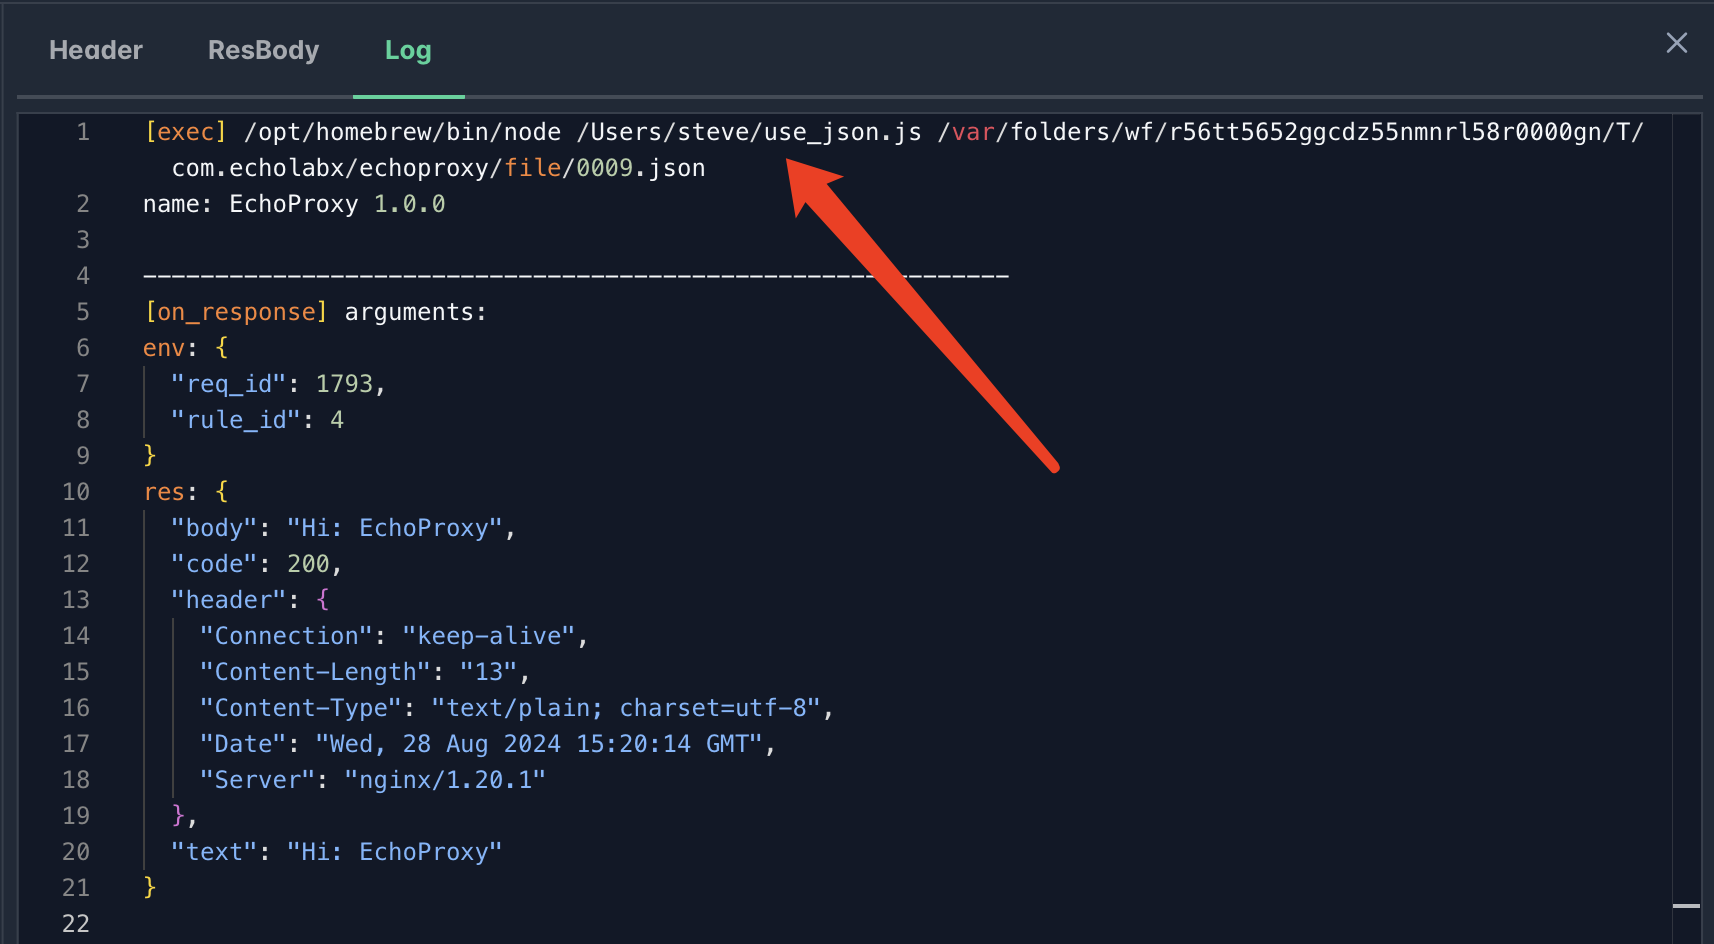 Header ResBody Log
1 [exec] /opt/homebrew/bin/node /Users/steve/use_json.js /var/folders/wf/r56tt5652ggcdz55nmnrl58r0000gn/T/
com.echolabx/echoproxy/file/0009.json
2 name: EchoProxy 1.0.0
3
4 ------------------------------------------------------------
5 [on_response] arguments:
6 env: {
7   "req_id": 1793,
8   "rule_id": 4
9 }
10 res: {
11   "body": "Hi: EchoProxy",
12   "code": 200,
13   "header": {
14     "Connection": "keep-alive",
15     "Content-Length": "13",
16     "Content-Type": "text/plain; charset=utf-8",
17     "Date": "Wed, 28 Aug 2024 15:20:14 GMT",
18     "Server": "nginx/1.20.1"
19   },
20   "text": "Hi: EchoProxy"
21 }
22